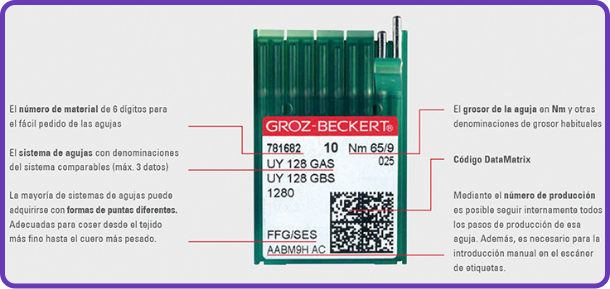 El número de material de 6 dígitos para
el fácil pedido de las agujas
El sistema de agujas con denominaciones
del sistema comparables (máx. 3 datos)
La mayoría de sistemas de agujas puede
adquirirse con formas de puntas diferentes.
Adecuadas para coser desde el tejido
más fino hasta el cuero más pesado.
GROZ-BECKERT®
781682 10 Nm 65/9
025
UY 128 GAS
UY 128 GBS
1280
FFG/SES
AABM9H AC
El grosor de la aguja en Nm y otras
denominaciones de grosor habituales
Código DataMatrix
Mediante el número de producción
es posible seguir internamente todos
los pasos de producción de esa
aguja. Además, es necesario para la
introducción manual en el escáner
de etiquetas.